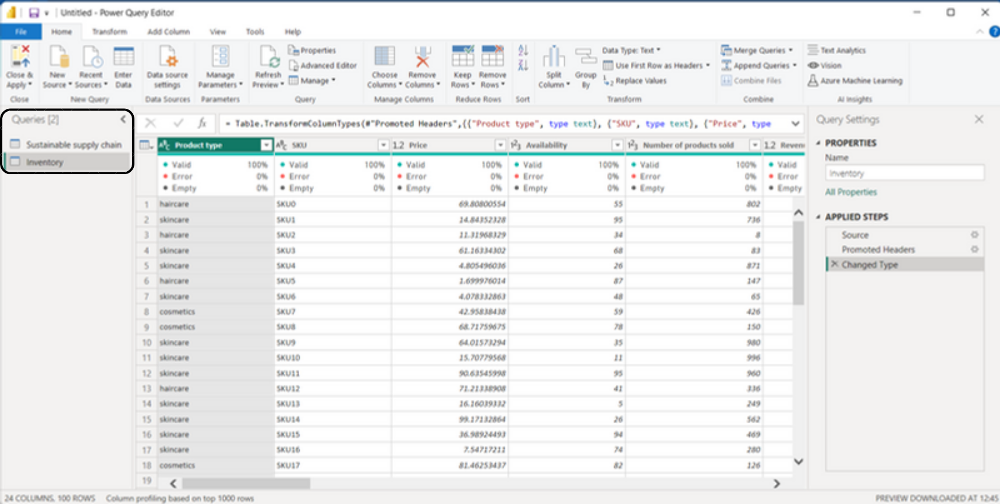 Untitled - Power Query Editor
File Home Transform Add Column View Tools Help
Close & Apply New Source Recent Sources Enter Data Data source settings Manage Parameters Refresh Preview Properties Advanced Editor Manage Choose Columns Remove Columns Keep Rows Remove Rows Split Column Group By Data Type: Text Use First Row as Headers Replace Values Merge Queries Append Queries Combine Files Text Analytics Vision Azure Machine Learning
Close New Query Data Sources Parameters Query Manage Columns Reduce Rows Sort Transform Combine AI Insights
Queries [2]
Sustainable supply chain
Inventory
fx = Table.TransformColumnTypes(#"Promoted Headers",{{"Product type", type text}, {"SKU", type text}, {"Price", type
ABC Product type ABC SKU 1.2 Price 123 Availability 123 Number of products sold 1.2 Reven
Valid 100% Valid 100% Valid 100% Valid 100% Valid 100% Valid
Error 0% Error 0% Error 0% Error 0% Error 0% Error
Empty 0% Empty 0% Empty 0% Empty 0% Empty 0% Empty
1 haircare SKU0 69.80800554 55 802
2 skincare SKU1 14.84352328 95 736
3 haircare SKU2 11.31968329 34 8
4 skincare SKU3 61.16334302 68 83
5 skincare SKU4 4.805496036 26 871
6 haircare SKU5 1.699976014 87 147
7 skincare SKU6 4.078332863 48 65
8 cosmetics SKU7 42.95838438 59 426
9 cosmetics SKU8 68.71759675 78 150
10 skincare SKU9 64.01573294 35 980
11 skincare SKU10 15.70779568 11 996
12 skincare SKU11 90.63545998 95 960
13 haircare SKU12 71.21338908 41 336
14 skincare SKU13 16.16039332 5 249
15 skincare SKU14 99.17132864 26 562
16 skincare SKU15 36.98924493 94 469
17 skincare SKU16 7.54717211 74 280
18 cosmetics SKU17 81.46253437 82 126
19
Query Settings
PROPERTIES
Name
Inventory
All Properties
APPLIED STEPS
Source
Promoted Headers
Changed Type
24 COLUMNS, 100 ROWS Column profiling based on top 1000 rows
PREVIEW DOWNLOADED AT 12:45